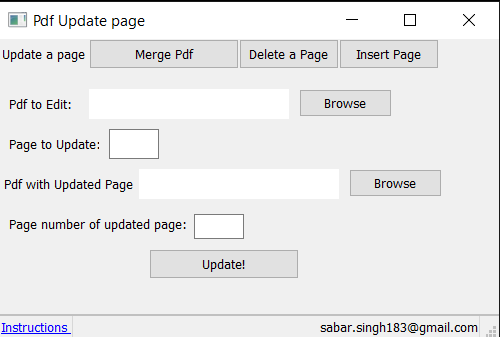 Pdf Update page
Update a page Merge Pdf Delete a Page Insert Page
Pdf to Edit: Browse
Page to Update:
Pdf with Updated Page Browse
Page number of updated page:
Update!
Instructions sabar.singh183@gmail.com